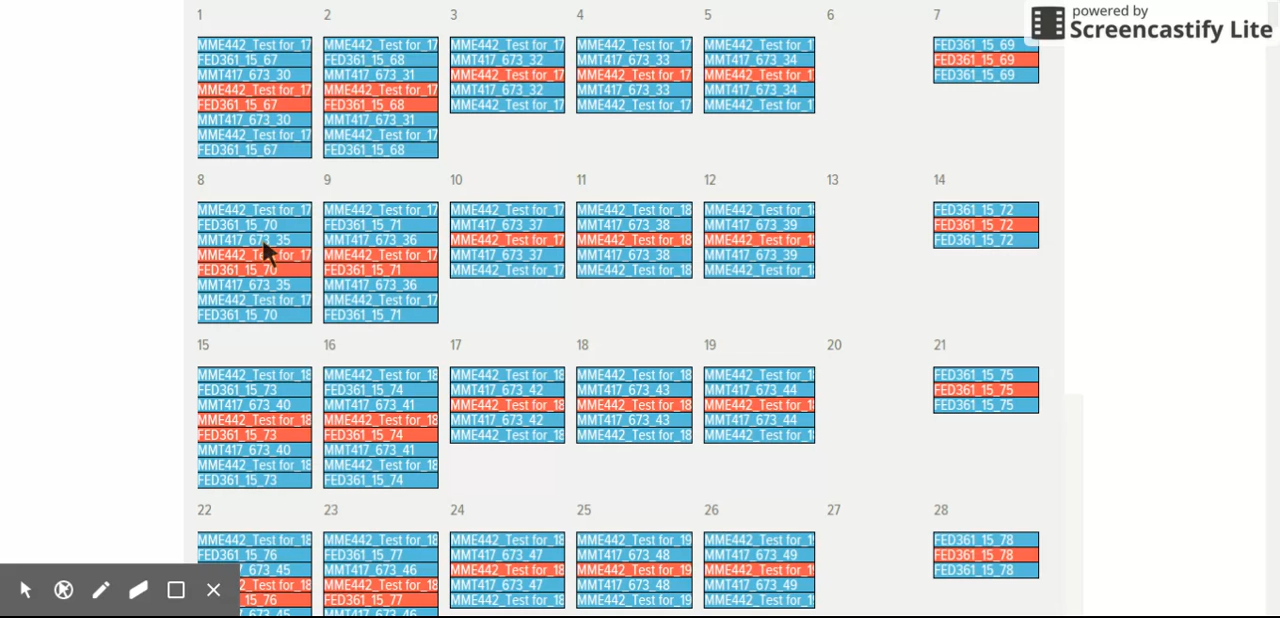 1 2 3 4 5 6 7
powered by
Screencastify Lite
MME442_Test for_17 MME442_Test for_17 MME442_Test for_17 MME442_Test for_17 MME442_Test for_1 FED361_15_69
FED361_15_67 FED361_15_68 MMT417_673_32 MMT417_673_33 MMT417_673_34 FED361_15_69
MMT417_673_30 MMT417_673_31 MME442_Test for_17 MME442_Test for_17 MME442_Test for_1 FED361_15_69
MME442_Test for_17 MME442_Test for_17 MMT417_673_32 MMT417_673_33 MMT417_673_34
FED361_15_67 FED361_15_68 MME442_Test for_17 MME442_Test for_17 MME442_Test for_1
MMT417_673_30 MMT417_673_31
MME442_Test for_17 MME442_Test for_17
FED361_15_67 FED361_15_68
8 9 10 11 12 13 14
MME442_Test for_17 MME442_Test for_17 MME442_Test for_17 MME442_Test for_18 MME442_Test for_1 FED361_15_72
FED361_15_70 FED361_15_71 MMT417_673_37 MMT417_673_38 MMT417_673_39 FED361_15_72
MMT417_673_35 MMT417_673_36 MME442_Test for_17 MME442_Test for_18 MME442_Test for_1 FED361_15_72
MME442_Test for_17 MME442_Test for_17 MMT417_673_37 MMT417_673_38 MMT417_673_39
FED361_15_70 FED361_15_71 MME442_Test for_17 MME442_Test for_18 MME442_Test for_1
MMT417_673_35 MMT417_673_36
MME442_Test for_17 MME442_Test for_17
FED361_15_70 FED361_15_71
15 16 17 18 19 20 21
MME442_Test for_18 MME442_Test for_18 MME442_Test for_18 MME442_Test for_18 MME442_Test for_1 FED361_15_75
FED361_15_73 FED361_15_74 MMT417_673_42 MMT417_673_43 MMT417_673_44 FED361_15_75
MMT417_673_40 MMT417_673_41 MME442_Test for_18 MME442_Test for_18 MME442_Test for_1 FED361_15_75
MME442_Test for_18 MME442_Test for_18 MMT417_673_42 MMT417_673_43 MMT417_673_44
FED361_15_73 FED361_15_74 MME442_Test for_18 MME442_Test for_18 MME442_Test for_1
MMT417_673_40 MMT417_673_41
MME442_Test for_18 MME442_Test for_18
FED361_15_73 FED361_15_74
22 23 24 25 26 27 28
MME442_Test for_18 MME442_Test for_18 MME442_Test for_18 MME442_Test for_19 MME442_Test for_1 FED361_15_78
FED361_15_76 FED361_15_77 MMT417_673_47 MMT417_673_48 MMT417_673_49 FED361_15_78
7_673_45 MMT417_673_46 MME442_Test for_18 MME442_Test for_19 MME442_Test for_1 FED361_15_78
2_Test for_18 MME442_Test for_18 MMT417_673_47 MMT417_673_48 MMT417_673_49
_15_76 FED361_15_77 MME442_Test for_18 MME442_Test for_19 MME442_Test for_1
7_673_45 MMT417_673_46